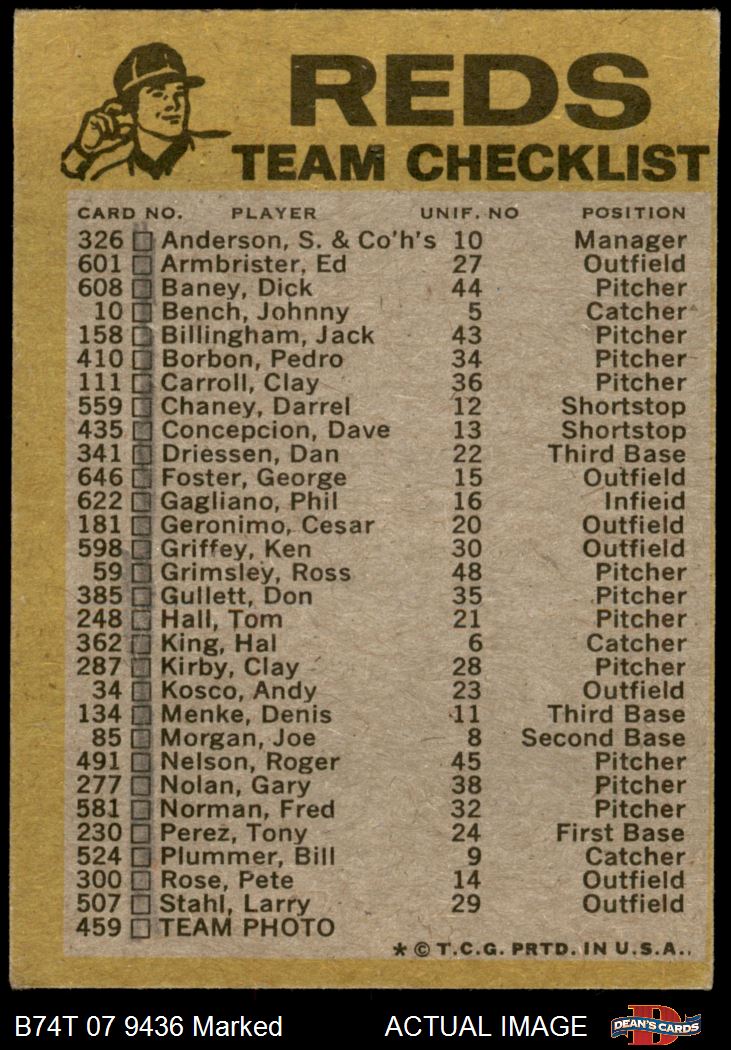 REDS
TEAM CHECKLIST
CARD NO. PLAYER UNIF. NO POSITION
326 Anderson, S. & Co'h's 10 Manager
601 Armbrister, Ed 27 Outfield
608 Baney, Dick 44 Pitcher
10 Bench, Johnny 5 Catcher
158 Billingham, Jack 43 Pitcher
410 Borbon, Pedro 34 Pitcher
111 Carroll, Clay 36 Pitcher
559 Chaney, Darrel 12 Shortstop
435 Concepcion, Dave 13 Shortstop
341 Driessen, Dan 22 Third Base
646 Foster, George 15 Outfield
622 Gagliano, Phil 16 Infieid
181 Geronimo, Cesar 20 Outfield
598 Griffey, Ken 30 Outfield
59 Grimsley, Ross 48 Pitcher
385 Gullett, Don 35 Pitcher
248 Hall, Tom 21 Pitcher
362 King, Hal 6 Catcher
287 Kirby, Clay 28 Pitcher
34 Kosco, Andy 23 Outfield
134 Menke, Denis 11 Third Base
85 Morgan, Joe 8 Second Base
491 Nelson, Roger 45 Pitcher
277 Nolan, Gary 38 Pitcher
581 Norman, Fred 32 Pitcher
230 Perez, Tony 24 First Base
524 Plummer, Bill 9 Catcher
300 Rose, Pete 14 Outfield
507 Stahl, Larry 29 Outfield
459 TEAM PHOTO
* © T.C.G. PRTD. IN U.S.A..
B74T 07 9436 Marked ACTUAL IMAGE DEAN'S CARDS